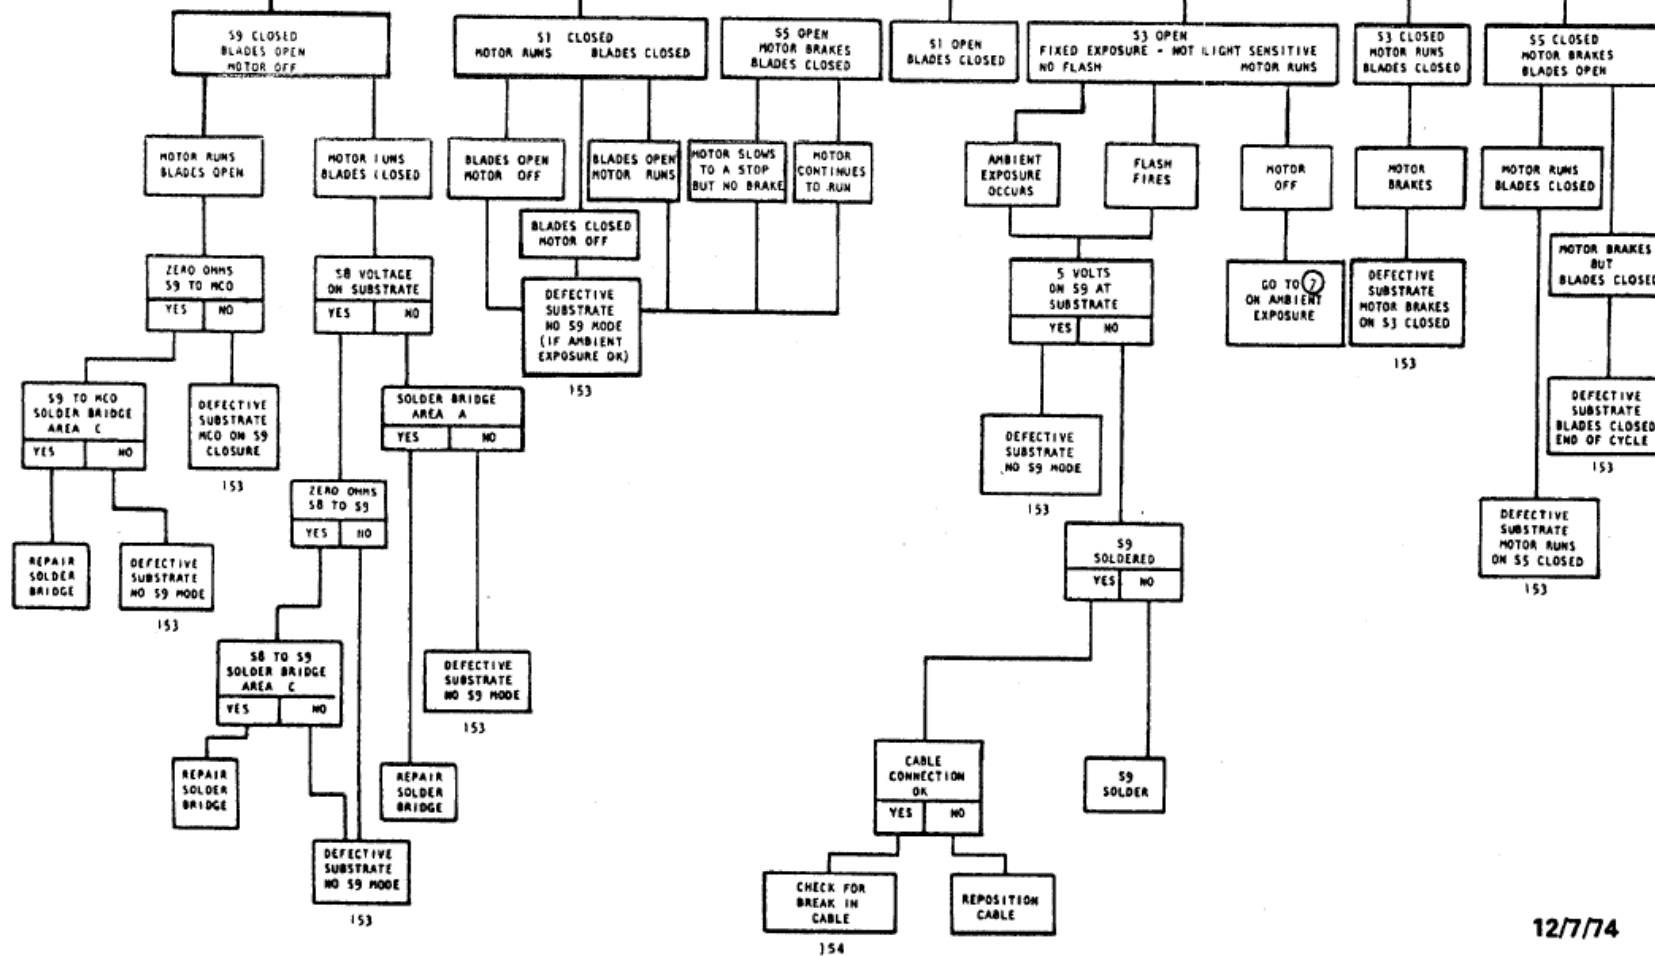 S9 CLOSED
BLADES OPEN
MOTOR OFF
S1 CLOSED
MOTOR RUNS BLADES CLOSED
S5 OPEN
MOTOR BRAKES
BLADES CLOSED
S1 OPEN
BLADES CLOSED
S3 OPEN
FIXED EXPOSURE - NOT LIGHT SENSITIVE
NO FLASH MOTOR RUNS
S3 CLOSED
MOTOR RUNS
BLADES CLOSED
S5 CLOSED
MOTOR BRAKES
BLADES OPEN
MOTOR RUNS
BLADES OPEN
MOTOR RUNS
BLADES CLOSED
BLADES OPEN
MOTOR OFF
BLADES OPEN
MOTOR RUNS
MOTOR SLOWS
TO A STOP
BUT NO BRAKE
MOTOR
CONTINUES
TO RUN
AMBIENT
EXPOSURE
OCCURS
FLASH
FIRES
MOTOR
OFF
MOTOR
BRAKES
MOTOR RUNS
BLADES CLOSED
BLADES CLOSED
MOTOR OFF
MOTOR BRAKES
BUT
BLADES CLOSED
ZERO OHMS
S9 TO MCO
YES NO
S8 VOLTAGE
ON SUBSTRATE
YES NO
DEFECTIVE
SUBSTRATE
NO S9 MODE
(IF AMBIENT
EXPOSURE OK)
153
5 VOLTS
ON S9 AT
SUBSTRATE
YES NO
GO TO 7
ON AMBIENT
EXPOSURE
DEFECTIVE
SUBSTRATE
MOTOR BRAKES
ON S3 CLOSED
153
S9 TO MCO
SOLDER BRIDGE
AREA C
YES NO
DEFECTIVE
SUBSTRATE
MCO ON S9
CLOSURE
153
SOLDER BRIDGE
AREA A
YES NO
DEFECTIVE
SUBSTRATE
NO S9 MODE
153
DEFECTIVE
SUBSTRATE
BLADES CLOSED
END OF CYCLE
153
ZERO OHMS
S8 TO S9
YES NO
DEFECTIVE
SUBSTRATE
MOTOR RUNS
ON S5 CLOSED
153
REPAIR
SOLDER
BRIDGE
DEFECTIVE
SUBSTRATE
NO S9 MODE
153
S9
SOLDERED
YES NO
S8 TO S9
SOLDER BRIDGE
AREA C
YES NO
DEFECTIVE
SUBSTRATE
NO S9 MODE
153
REPAIR
SOLDER
BRIDGE
REPAIR
SOLDER
BRIDGE
CABLE
CONNECTION
OK
YES NO
S9
SOLDER
DEFECTIVE
SUBSTRATE
NO S9 MODE
153
CHECK FOR
BREAK IN
CABLE
154
REPOSITION
CABLE
12/7/74